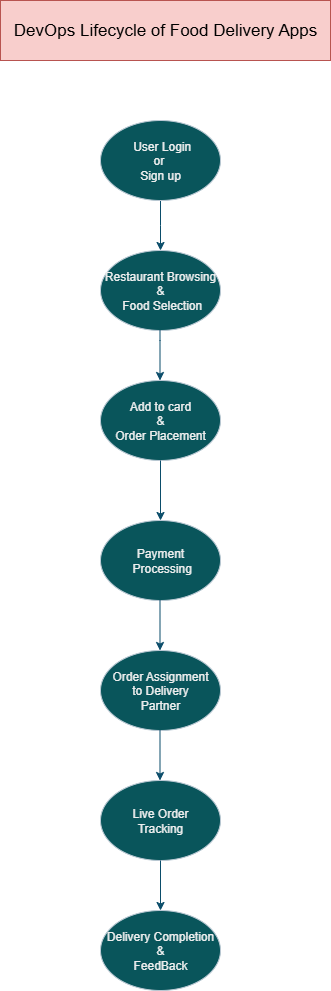 DevOps Lifecycle of Food Delivery Apps
User Login
or
Sign up
Restaurant Browsing
&
Food Selection
Add to card
&
Order Placement
Payment
Processing
Order Assignment
to Delivery
Partner
Live Order
Tracking
Delivery Completion
&
FeedBack